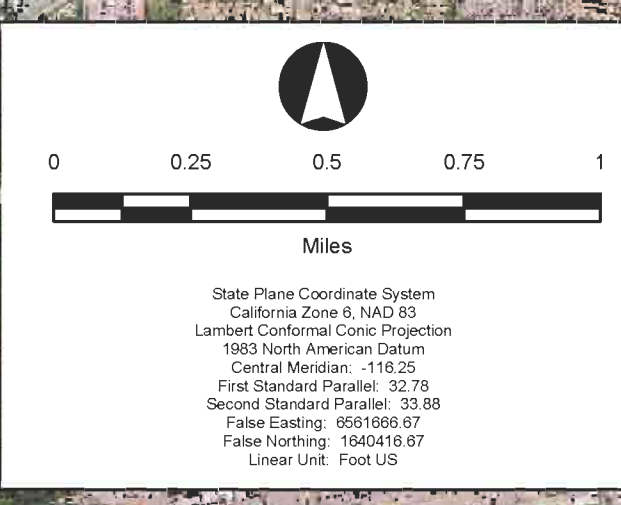 0 0.25 0.5 0.75 1
Miles
State Plane Coordinate System
California Zone 6, NAD 83
Lambert Conformal Conic Projection
1983 North American Datum
Central Meridian: -116.25
First Standard Parallel: 32.78
Second Standard Parallel: 33.88
False Easting: 6561666.67
False Northing: 1640416.67
Linear Unit: Foot US